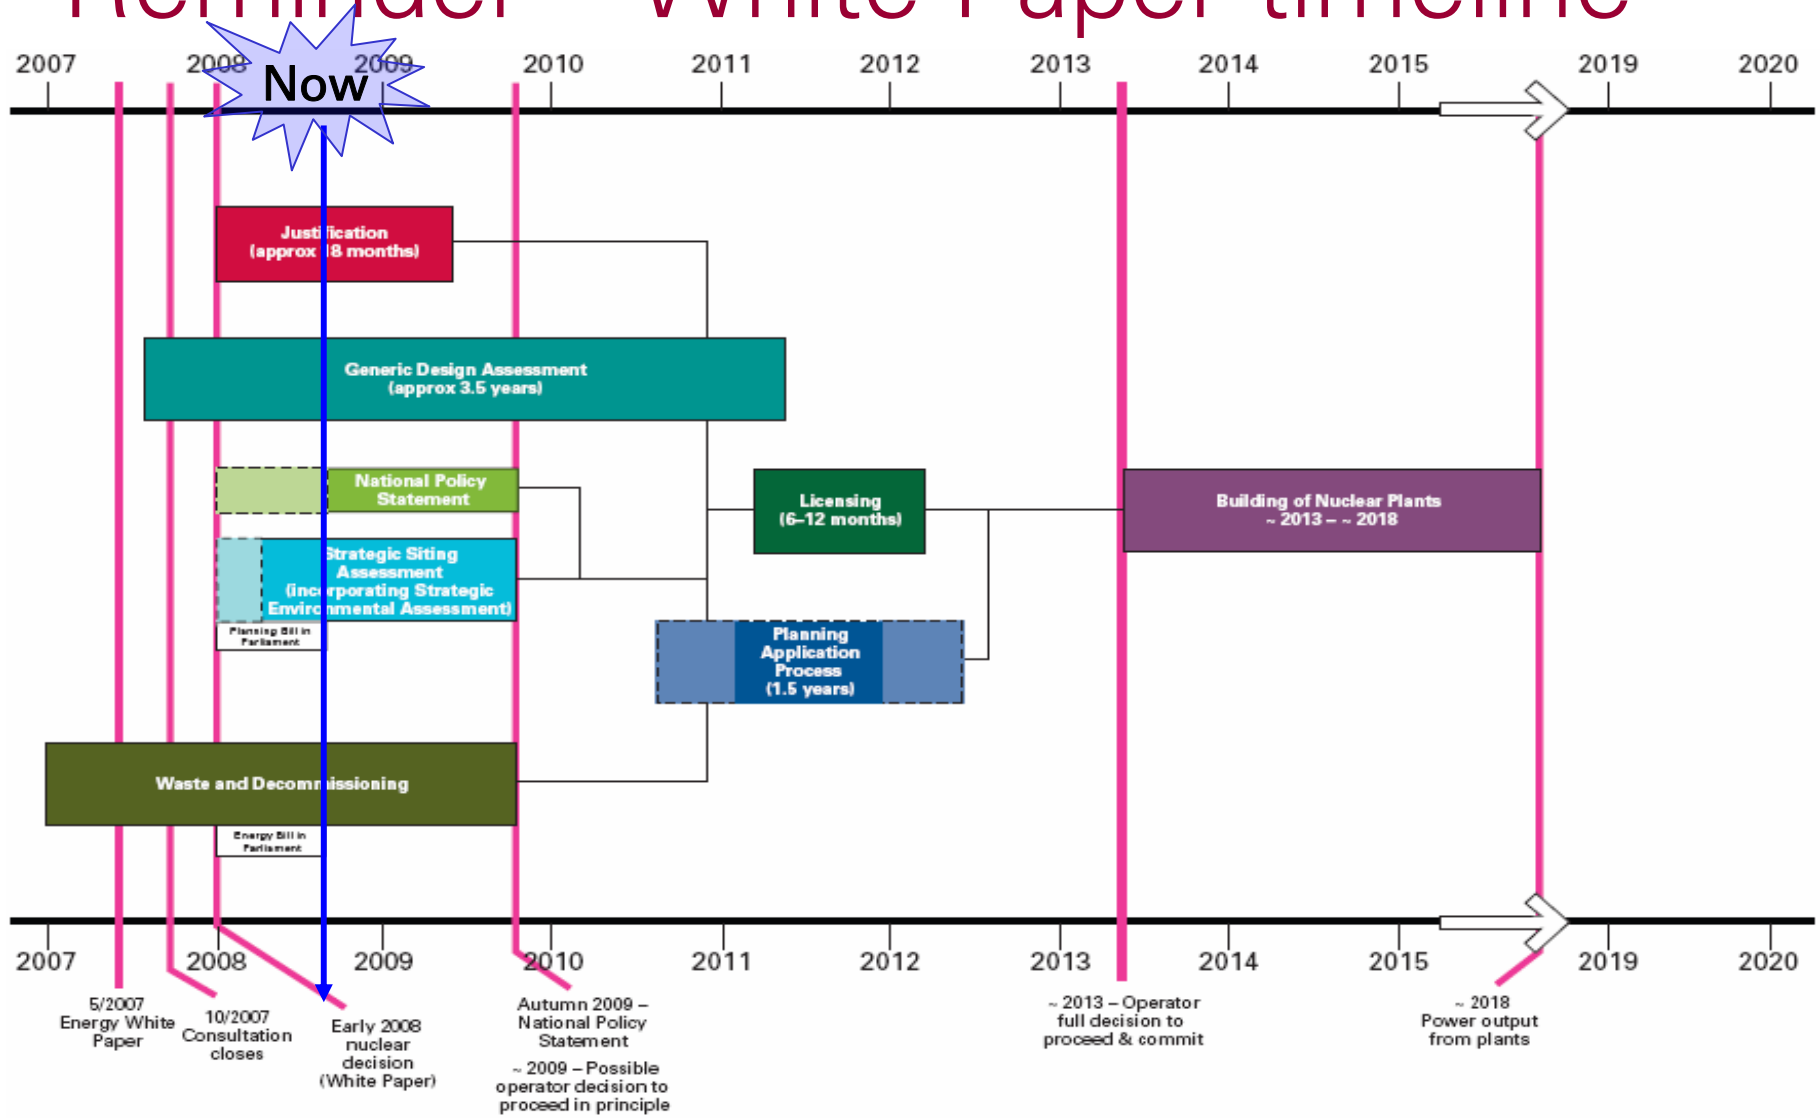 Reminder – White Paper timeline
2007 2008 2009 2010 2011 2012 2013 2014 2015 2019 2020
Now
Justification
(approx 18 months)
Generic Design Assessment
(approx 3.5 years)
National Policy
Statement
Strategic Siting
Assessment
(incorporating Strategic
Environmental Assessment)
Planning Bill in
Parliament
Licensing
(6–12 months)
Building of Nuclear Plants
~ 2013 – ~ 2018
Planning
Application
Process
(1.5 years)
Waste and Decommissioning
Energy Bill in
Parliament
2007 2008 2009 2010 2011 2012 2013 2014 2015 2019 2020
5/2007
Energy White
Paper
10/2007
Consultation
closes
Early 2008
nuclear
decision
(White Paper)
Autumn 2009 –
National Policy
Statement
~ 2009 – Possible
operator decision to
proceed in principle
~ 2013 – Operator
full decision to
proceed & commit
~ 2018
Power output
from plants